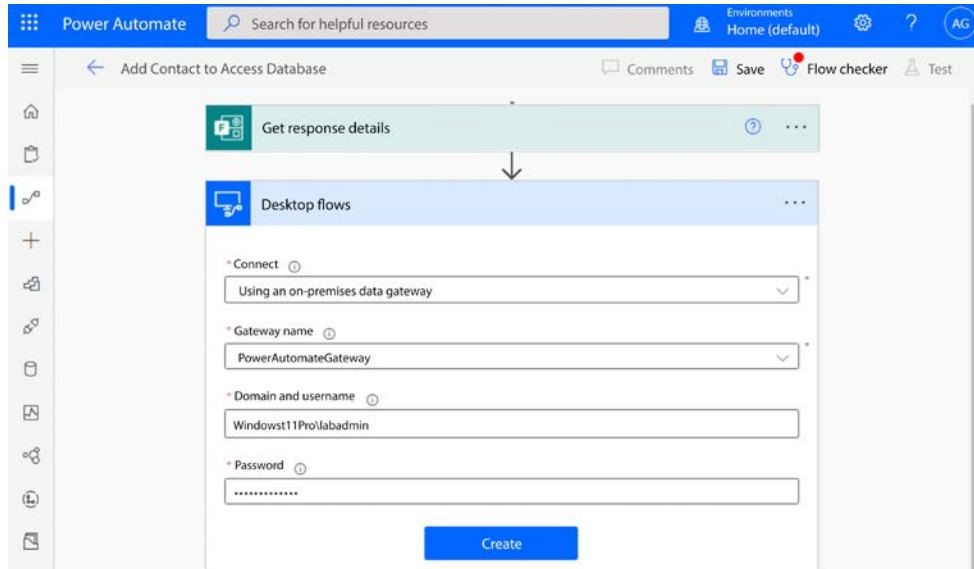 Power Automate
Search for helpful resources
Environments
Home (default)
?
AG
Add Contact to Access Database
Comments
Save
Flow checker
Test
Get response details
Desktop flows
* Connect
Using an on-premises data gateway
* Gateway name
PowerAutomateGateway
* Domain and username
Windowst11Pro\labadmin
* Password
•••••••••••••
Create